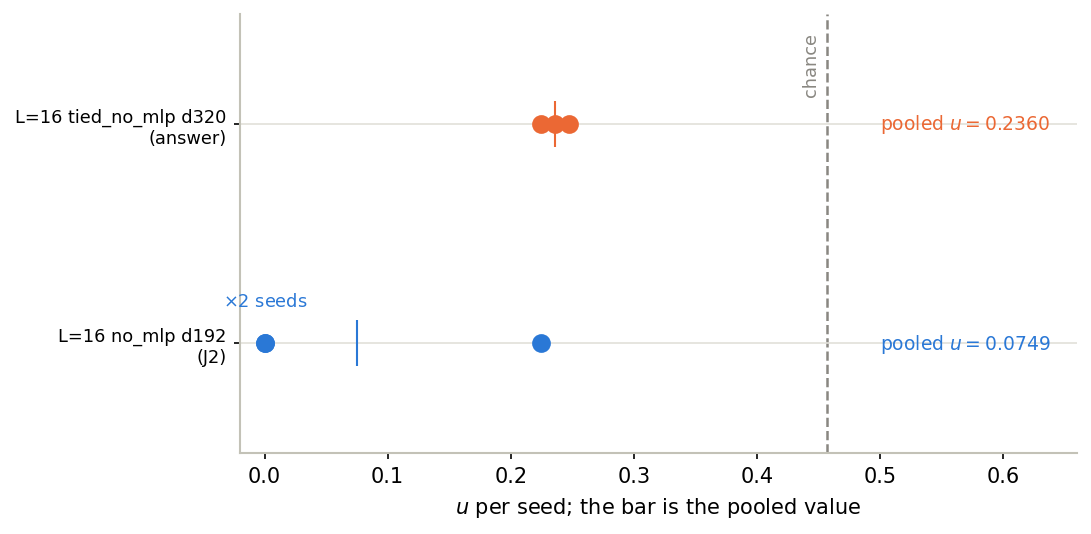 chance
L=16 tied_no_mlp d320
(answer)
pooled u = 0.2360
×2 seeds
L=16 no_mlp d192
(J2)
pooled u = 0.0749
0.0 0.1 0.2 0.3 0.4 0.5 0.6
u per seed; the bar is the pooled value